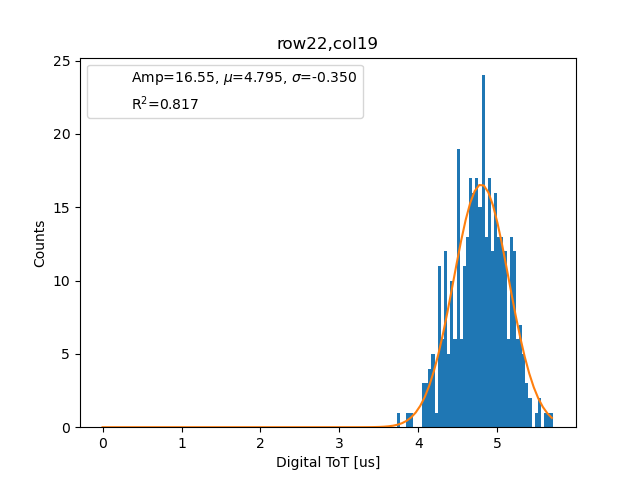 row22,col19
Amp=16.55, μ=4.795, σ=-0.350
R²=0.817
25
20
15
10
5
0
Counts
0 1 2 3 4 5
Digital ToT [us]